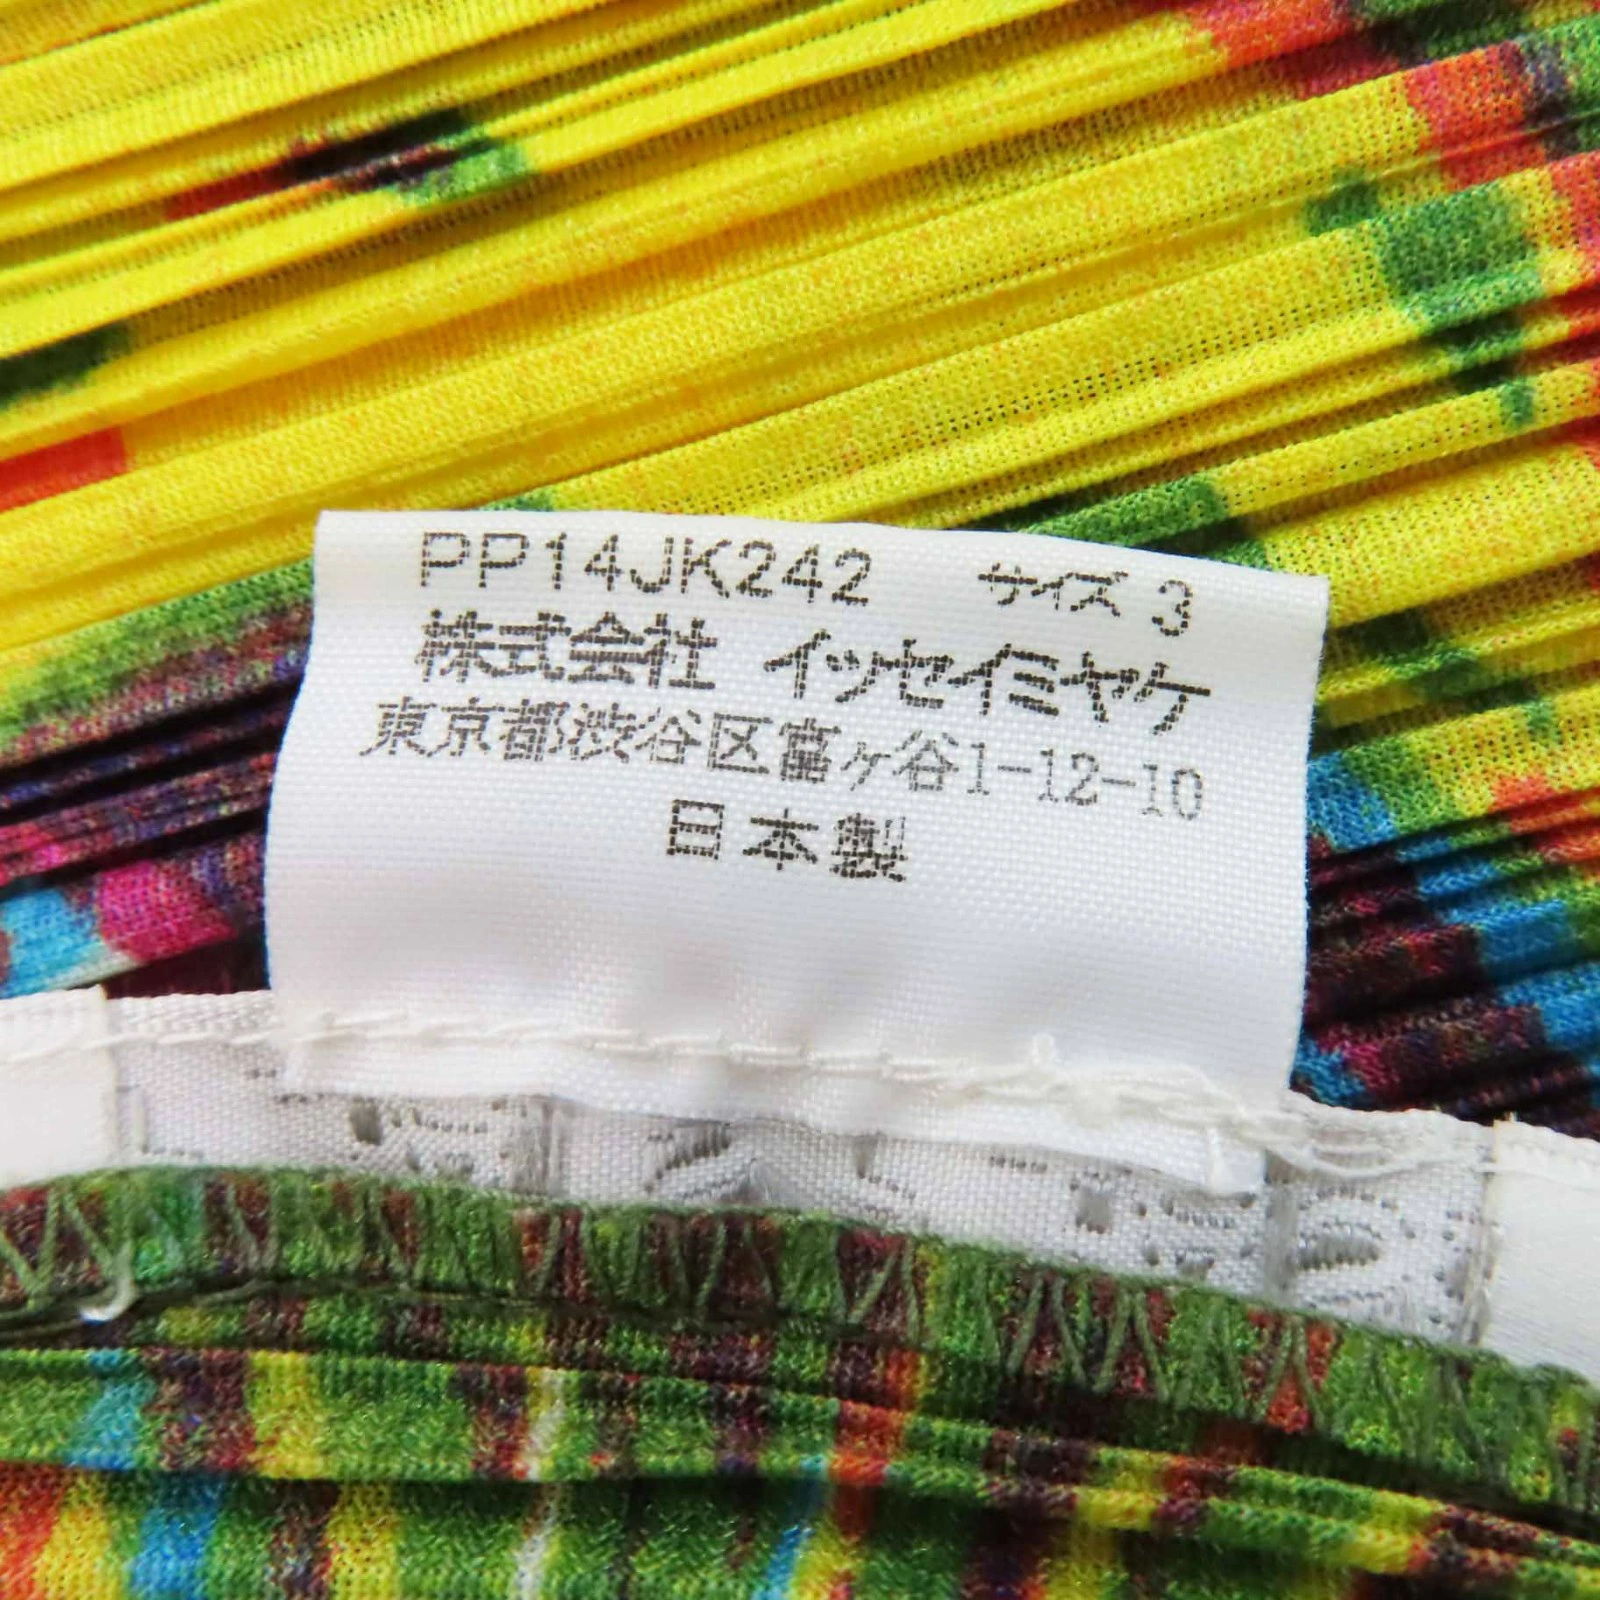 PP14JK242 サイズ 3
株式会社 イッセイミヤケ
東京都渋谷区富ヶ谷1-12-10
日本製